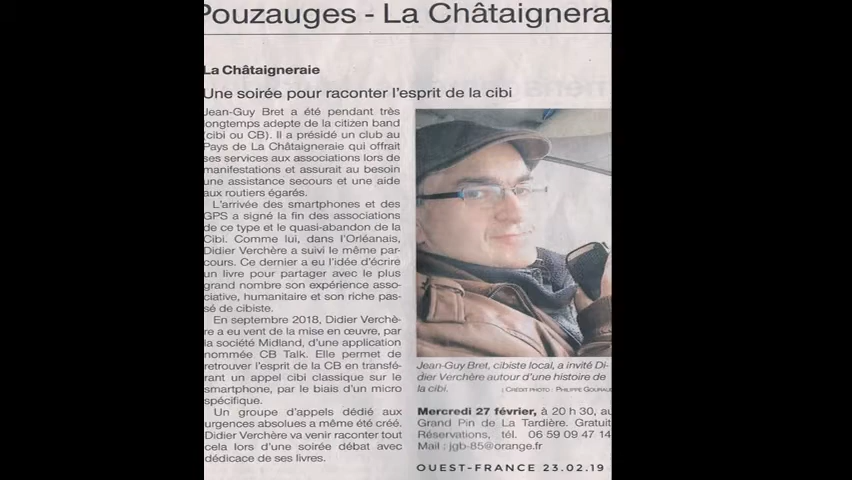 Pouzauges - La Châtaignera
La Châtaigneraie
Une soirée pour raconter l'esprit de la cibi
Jean-Guy Bret a été pendant très
longtemps adepte de la citizen band
(cibi ou CB). Il a présidé un club au
Pays de La Châtaigneraie qui offrait
ses services aux associations lors de
manifestations et assurait au besoin
une assistance secours et une aide
aux routiers égarés.
L'arrivée des smartphones et des
GPS a signé la fin des associations
de ce type et le quasi-abandon de la
Cibi. Comme lui, dans l'Orléanais,
Didier Verchère a suivi le même par-
cours. Ce dernier a eu l'idée d'écrire
un livre pour partager avec le plus
grand nombre son expérience asso-
ciative, humanitaire et son riche pas-
sé de cibiste.
En septembre 2018, Didier Verchè-
re a eu vent de la mise en œuvre, par
la société Midland, d'une application
nommée CB Talk. Elle permet de
retrouver l'esprit de la CB en transfé-
rant un appel cibi classique sur le
smartphone, par le biais d'un micro
spécifique.
Un groupe d'appels dédié aux
urgences absolues a même été créé.
Didier Verchère va venir raconter tout
cela lors d'une soirée débat avec
dédicace de ses livres.
Jean-Guy Bret, cibiste local, a invité Di-
dier Verchère autour d'une histoire de
la cibi.
| CRÉDIT PHOTO : PHILIPPE GOURAUD
Mercredi 27 février, à 20 h 30, au
Grand Pin de La Tardière. Gratuit
Réservations, tél. 06 59 09 47 14
Mail : jgb-85@orange.fr
OUEST-FRANCE 23.02.19